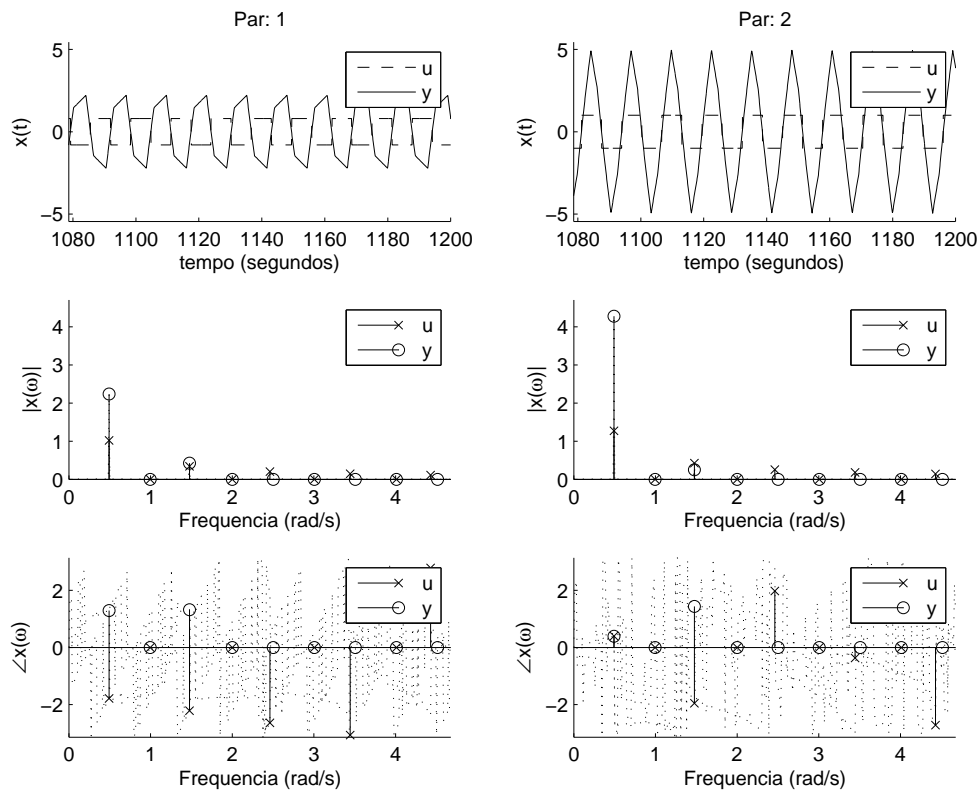 Par: 1
5
0
−5
x(t)
u
y
1080 1100 1120 1140 1160 1180 1200
tempo (segundos)
Par: 2
5
0
−5
x(t)
u
y
1080 1100 1120 1140 1160 1180 1200
tempo (segundos)
4
3
2
1
0
|x(ω)|
u
y
0 1 2 3 4
Frequencia (rad/s)
4
3
2
1
0
|x(ω)|
u
y
0 1 2 3 4
Frequencia (rad/s)
2
0
−2
∠x(ω)
u
y
0 1 2 3 4
Frequencia (rad/s)
2
0
−2
∠x(ω)
u
y
0 1 2 3 4
Frequencia (rad/s)